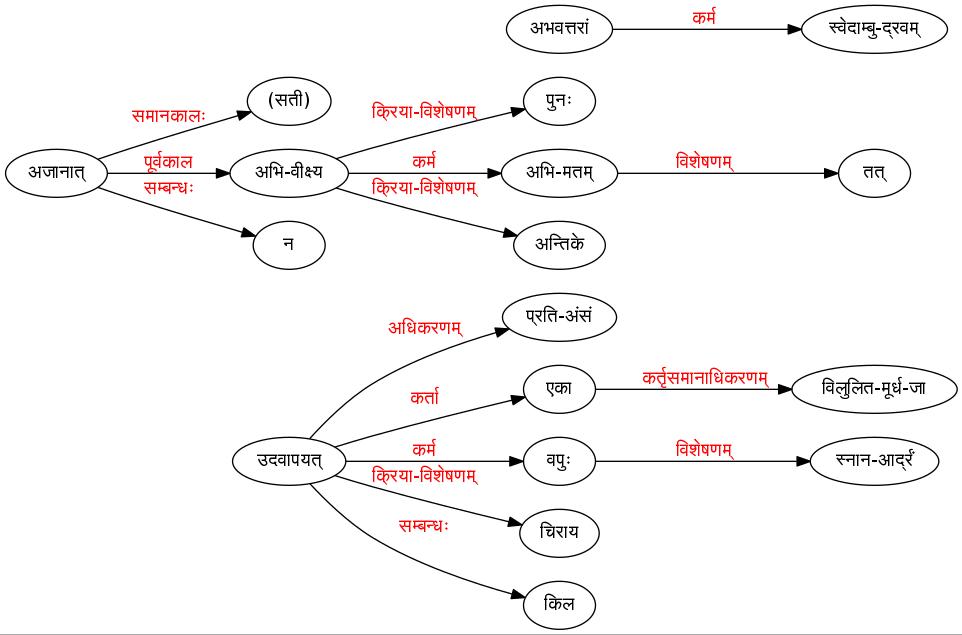 अभवत्तरां कर्म स्वेदाम्बु-द्रवम्
समानकालः (सती) क्रिया-विशेषणम् पुनः
अजानात् पूर्वकाल अभि-वीक्ष्य कर्म अभि-मतम् विशेषणम् तत्
सम्बन्धः न क्रिया-विशेषणम् अन्तिके
अधिकरणम् प्रति-अंसं
कर्ता एका कर्तृसमानाधिकरणम् विलुलित-मूर्ध-जा
उदवापयत् कर्म वपुः विशेषणम् स्नान-आर्द्रं
क्रिया-विशेषणम् चिराय
सम्बन्धः किल